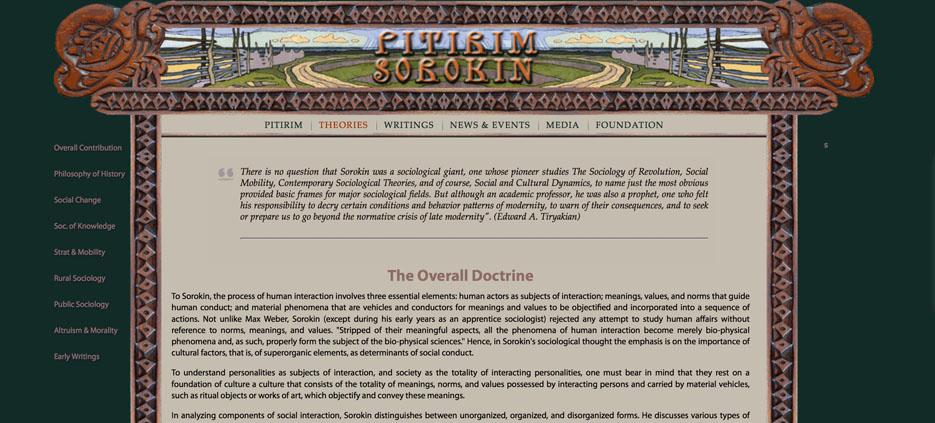 PITIRIM
SOROKIN
PITIRIM | THEORIES | WRITINGS | NEWS & EVENTS | MEDIA | FOUNDATION
Overall Contribution
Philosophy of History
Social Change
Soc. of Knowledge
Strat & Mobility
Rural Sociology
Public Sociology
Altruism & Morality
Early Writings
s
“ There is no question that Sorokin was a sociological giant, one whose pioneer studies The Sociology of Revolution, Social
Mobility, Contemporary Sociological Theories, and of course, Social and Cultural Dynamics, to name just the most obvious
provided basic frames for major sociological fields. But although an academic professor, he was also a prophet, one who felt
his responsibility to decry certain conditions and behavior patterns of modernity, to warn of their consequences, and to seek
or prepare us to go beyond the normative crisis of late modernity”. (Edward A. Tiryakian)
The Overall Doctrine
To Sorokin, the process of human interaction involves three essential elements: human actors as subjects of interaction; meanings, values, and norms that guide
human conduct; and material phenomena that are vehicles and conductors for meanings and values to be objectified and incorporated into a sequence of
actions. Not unlike Max Weber, Sorokin (except during his early years as an apprentice sociologist) rejected any attempt to study human affairs without
reference to norms, meanings, and values. "Stripped of their meaningful aspects, all the phenomena of human interaction become merely bio-physical
phenomena and, as such, properly form the subject of the bio-physical sciences." Hence, in Sorokin's sociological thought the emphasis is on the importance of
cultural factors, that is, of superorganic elements, as determinants of social conduct.
To understand personalities as subjects of interaction, and society as the totality of interacting personalities, one must bear in mind that they rest on a
foundation of culture a culture that consists of the totality of meanings, norms, and values possessed by interacting persons and carried by material vehicles,
such as ritual objects or works of art, which objectify and convey these meanings.
In analyzing components of social interaction, Sorokin distinguishes between unorganized, organized, and disorganized forms. He discusses various types of